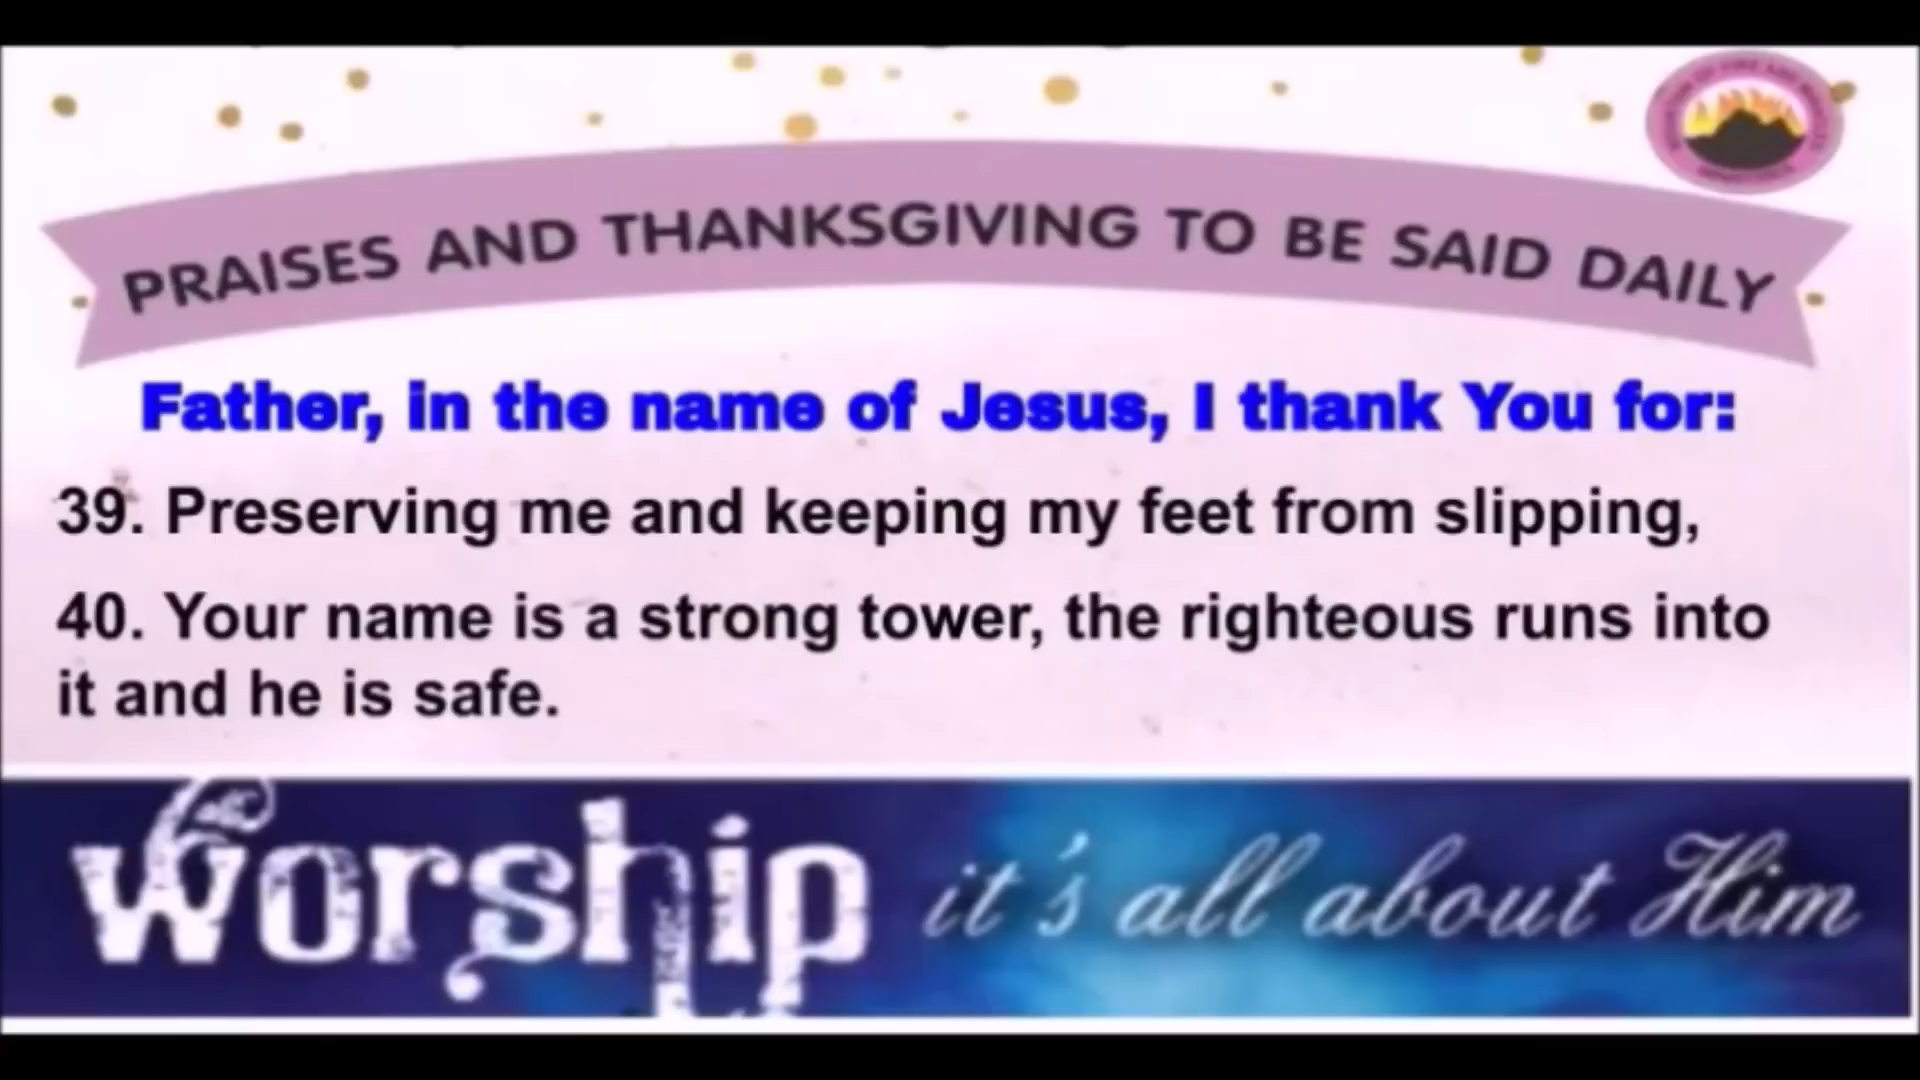 PRAISES AND THANKSGIVING TO BE SAID DAILY
Father, in the name of Jesus, I thank You for:
39. Preserving me and keeping my feet from slipping,
40. Your name is a strong tower, the righteous runs into
it and he is safe.
worship it's all about Him